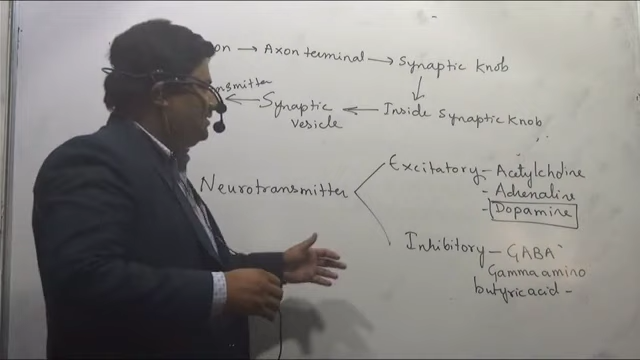 on → Axon terminal → Synaptic knob
nsmitter ← Synaptic vesicle ← Inside synaptic knob
Neurotransmitter
Excitatory - Acetylcholine
- Adrenaline
- Dopamine
Inhibitory - GABA
Gamma amino
butyric acid -